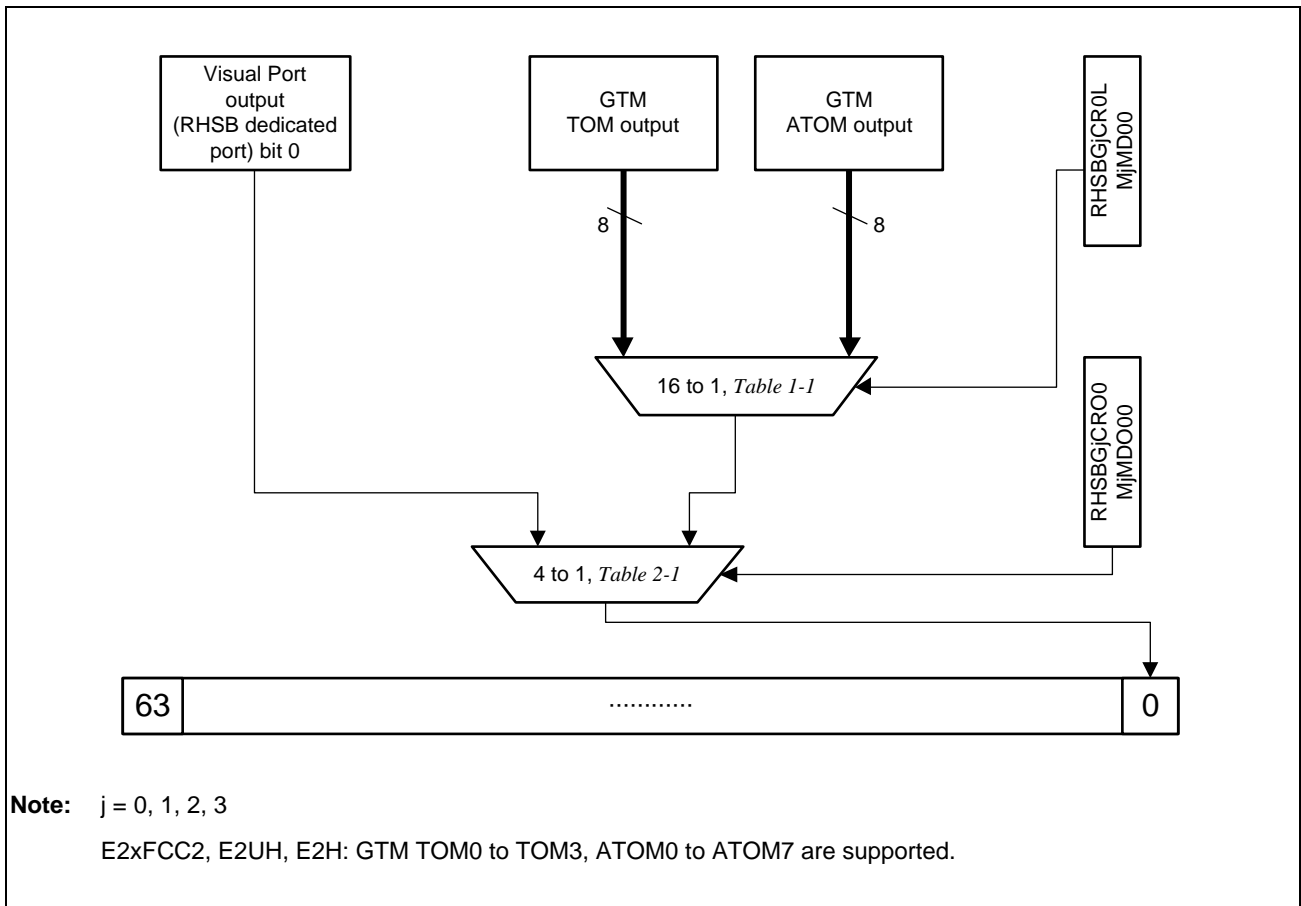 Visual Port
output
(RHSB dedicated
port) bit 0
GTM
TOM output
GTM
ATOM output
RHSBGjCR0L
MjMD00
8
8
16 to 1, Table 1-1
RHSBGjCRO0
MjMDO00
4 to 1, Table 2-1
63
............
0
Note: j = 0, 1, 2, 3
E2xFCC2, E2UH, E2H: GTM TOM0 to TOM3, ATOM0 to ATOM7 are supported.